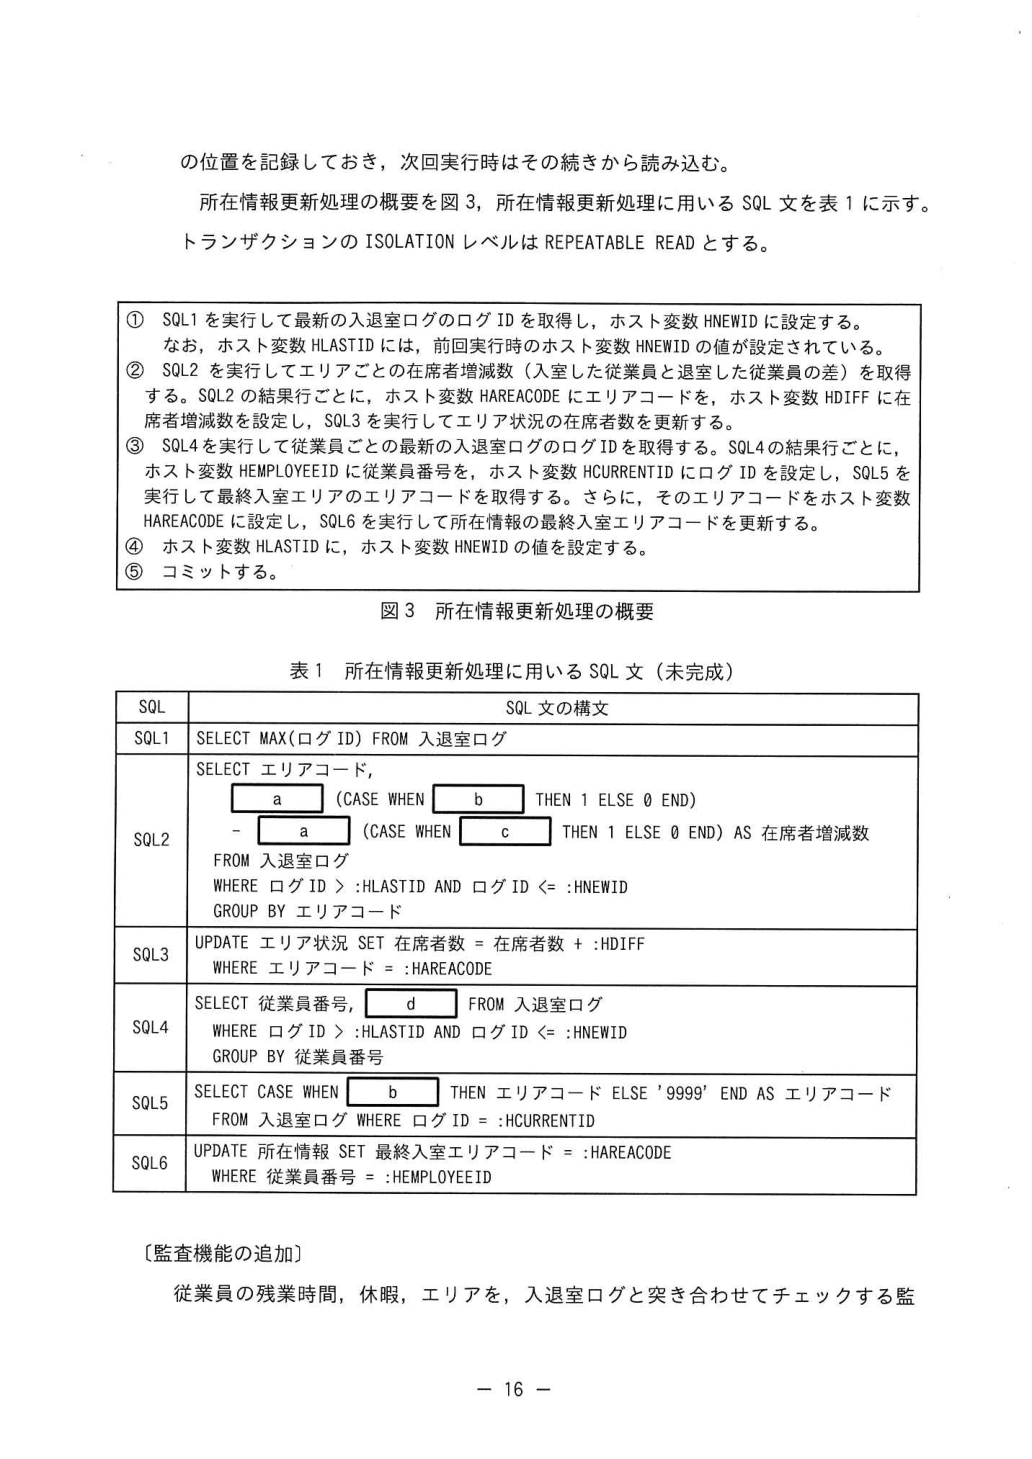 の位置を記録しておき，次回実行時はその続きから読み込む。
所在情報更新処理の概要を図 3，所在情報更新処理に用いる SQL 文を表 1 に示す。
トランザクションの ISOLATION レベルは REPEATABLE READ とする。
① SQL1 を実行して最新の入退室ログのログ ID を取得し，ホスト変数 HNEWID に設定する。
なお，ホスト変数 HLASTID には，前回実行時のホスト変数 HNEWID の値が設定されている。
② SQL2 を実行してエリアごとの在席者増減数（入室した従業員と退室した従業員の差）を取得
する。SQL2 の結果行ごとに，ホスト変数 HAREACODE にエリアコードを，ホスト変数 HDIFF に在
席者増減数を設定し，SQL3 を実行してエリア状況の在席者数を更新する。
③ SQL4 を実行して従業員ごとの最新の入退室ログのログ ID を取得する。SQL4 の結果行ごとに，
ホスト変数 HEMPLOYEEID に従業員番号を，ホスト変数 HCURRENTID にログ ID を設定し，SQL5 を
実行して最終入室エリアのエリアコードを取得する。さらに，そのエリアコードをホスト変数
HAREACODE に設定し，SQL6 を実行して所在情報の最終入室エリアコードを更新する。
④ ホスト変数 HLASTID に，ホスト変数 HNEWID の値を設定する。
⑤ コミットする。
図 3 所在情報更新処理の概要
表 1 所在情報更新処理に用いる SQL 文（未完成）
SQL SQL 文の構文
SQL1 SELECT MAX(ログ ID) FROM 入退室ログ
SELECT エリアコード,
a (CASE WHEN b THEN 1 ELSE 0 END)
SQL2 - a (CASE WHEN c THEN 1 ELSE 0 END) AS 在席者増減数
FROM 入退室ログ
WHERE ログ ID > :HLASTID AND ログ ID <= :HNEWID
GROUP BY エリアコード
SQL3 UPDATE エリア状況 SET 在席者数 = 在席者数 + :HDIFF
WHERE エリアコード = :HAREACODE
SELECT 従業員番号, d FROM 入退室ログ
SQL4 WHERE ログ ID > :HLASTID AND ログ ID <= :HNEWID
GROUP BY 従業員番号
SQL5 SELECT CASE WHEN b THEN エリアコード ELSE '9999' END AS エリアコード
FROM 入退室ログ WHERE ログ ID = :HCURRENTID
SQL6 UPDATE 所在情報 SET 最終入室エリアコード = :HAREACODE
WHERE 従業員番号 = :HEMPLOYEEID
〔監査機能の追加〕
従業員の残業時間，休暇，エリアを，入退室ログと突き合わせてチェックする監
— 16 —